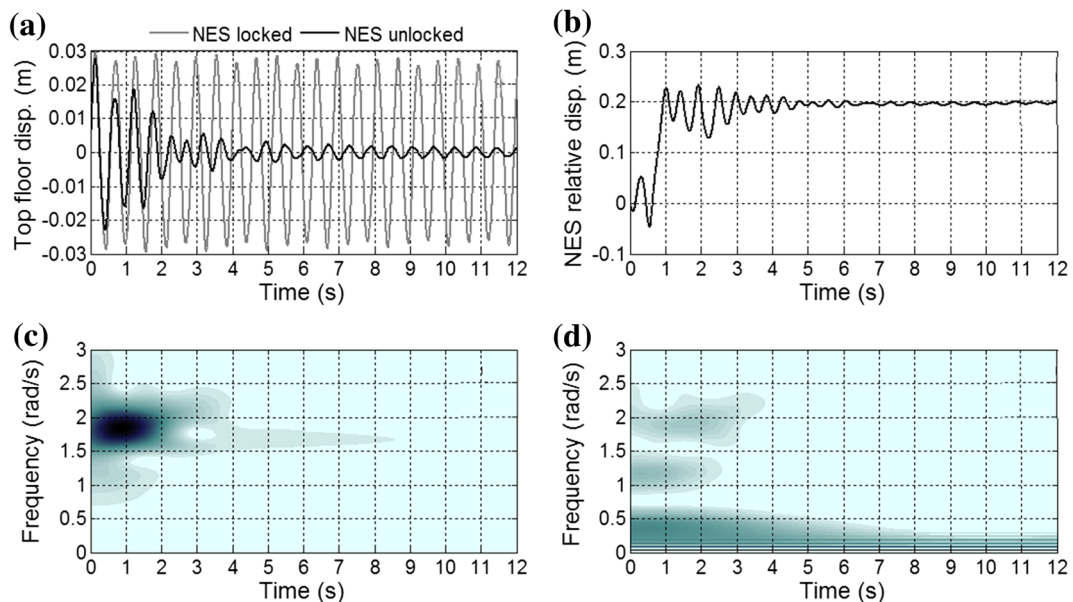 (a)
NES locked NES unlocked
Top floor disp. (m)
0.03
0.02
0.01
0
-0.01
-0.02
-0.03
0 1 2 3 4 5 6 7 8 9 10 11 12
Time (s)
(b)
NES relative disp. (m)
0.3
0.2
0.1
0
-0.1
0 1 2 3 4 5 6 7 8 9 10 11 12
Time (s)
(c)
Frequency (rad/s)
3
2.5
2
1.5
1
0.5
0
0 1 2 3 4 5 6 7 8 9 10 11 12
Time (s)
(d)
Frequency (rad/s)
3
2.5
2
1.5
1
0.5
0
0 1 2 3 4 5 6 7 8 9 10 11 12
Time (s)